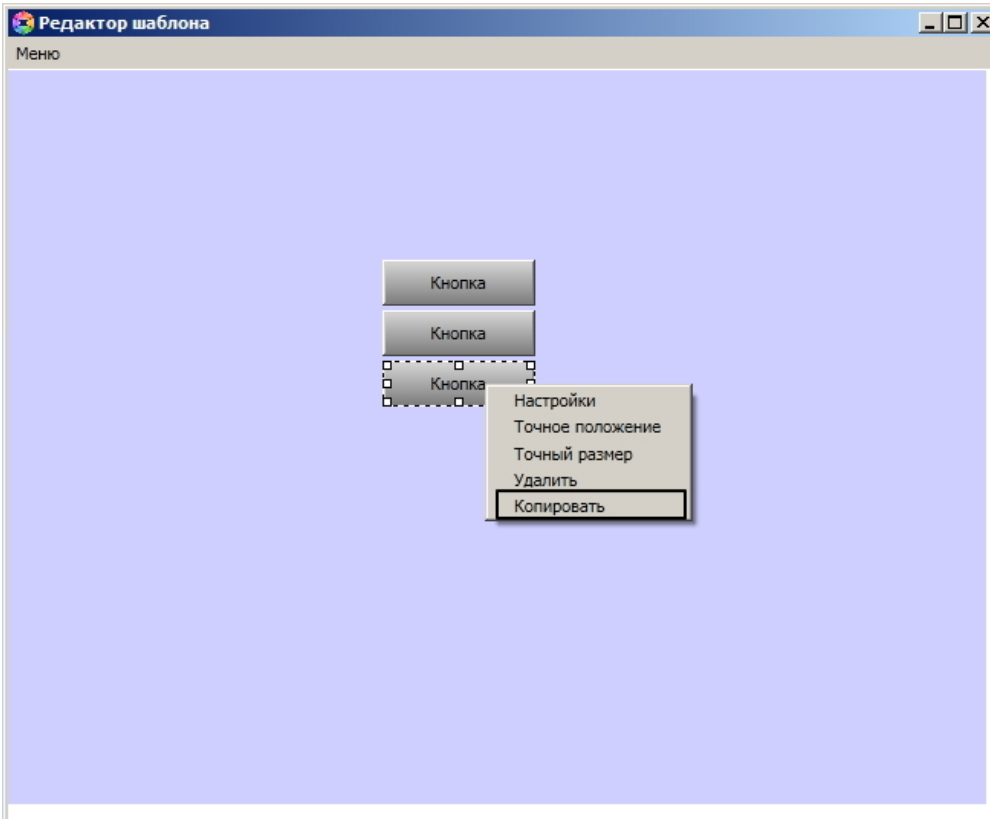 Редактор шаблона
Меню
Кнопка
Кнопка
Кнопка
Настройки
Точное положение
Точный размер
Удалить
Копировать